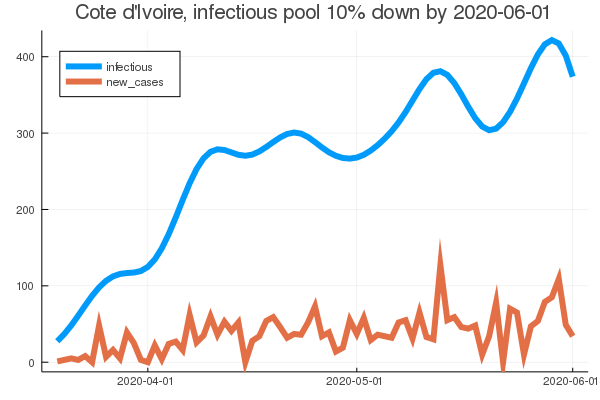 Cote d'Ivoire, infectious pool 10% down by 2020-06-01
infectious
new_cases
400
300
200
100
0
2020-04-01
2020-05-01
2020-06-01